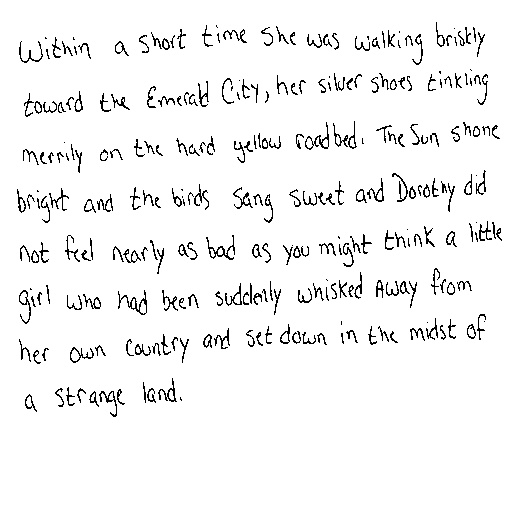 Within a short time she was walking briskly
toward the Emerald City, her silver shoes tinkling
merrily on the hard yellow roadbed. The Sun shone
bright and the birds sang sweet and Dorothy did
not feel nearly as bad as you might think a little
girl who had been suddenly whisked away from
her own country and set down in the midst of
a strange land.